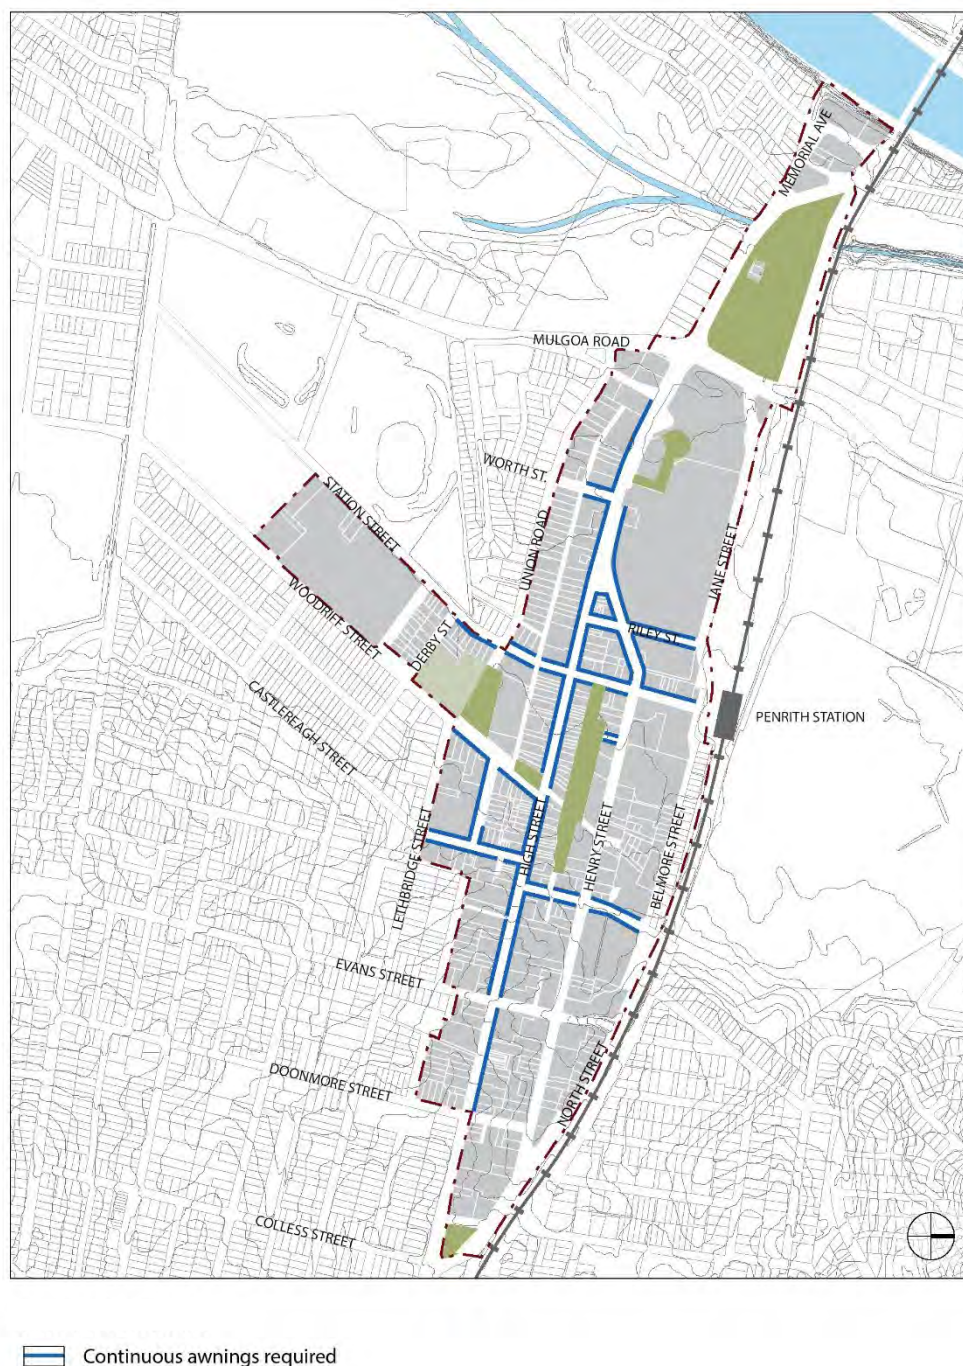 MEMORIAL AVE
MULGOA ROAD
WORTH ST.
STATION STREET
UNION ROAD
JANE STREET
WOODRIFF STREET
DERBY ST.
RILEY ST.
CASTLEREAGH STREET
PENRITH STATION
LETHBRIDGE STREET
HIGH STREET
HENRY STREET
BELMORE STREET
EVANS STREET
DOONMORE STREET
NORTH STREET
COLLESS STREET
Continuous awnings required